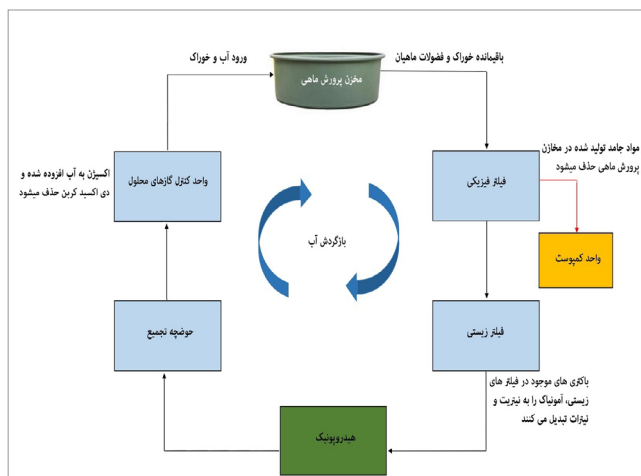 ورود آب و خوراک
مخزن پرورش ماهی
باقیمانده خوراک و فضولات ماهیان
مواد جامد تولید شده در مخازن
پرورش ماهی حذف میشود
فیلتر فیزیکی
واحد کمپوست
فیلتر زیستی
باکتری های موجود در فیلتر های
زیستی، آمونیاک را به نیتریت و
نیترات تبدیل می کنند
هیدروپونیک
حوضچه تجمیع
واحد کنترل گازهای محلول
اکسیژن به آب افزوده شده و
دی اکسید کربن حذف میشود
بازگردش آب